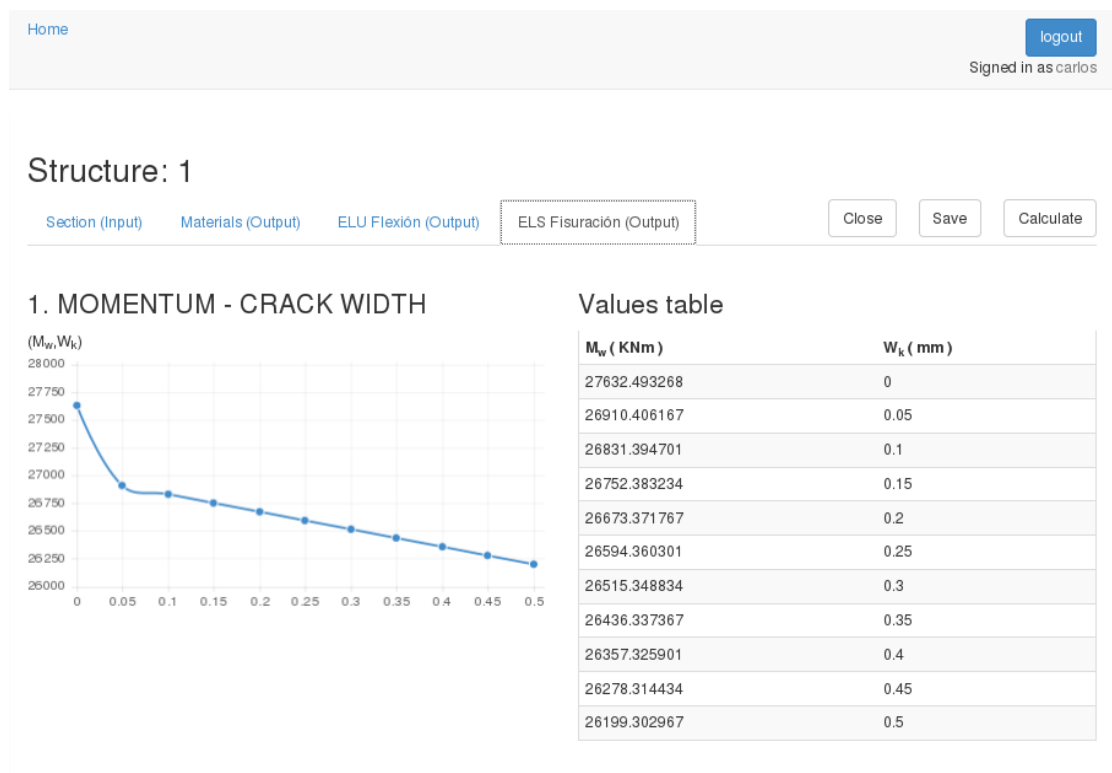 Home
logout
Signed in as carlos
Structure: 1
Section (Input) Materials (Output) ELU Flexión (Output) ELS Fisuración (Output) Close Save Calculate
1. MOMENTUM - CRACK WIDTH
(Mw,Wk)
28000
27750
27500
27250
27000
26750
26500
26250
26000
0 0.05 0.1 0.15 0.2 0.25 0.3 0.35 0.4 0.45 0.5
Values table
Mw ( KNm ) Wk ( mm )
27632.493268 0
26910.406167 0.05
26831.394701 0.1
26752.383234 0.15
26673.371767 0.2
26594.360301 0.25
26515.348834 0.3
26436.337367 0.35
26357.325901 0.4
26278.314434 0.45
26199.302967 0.5